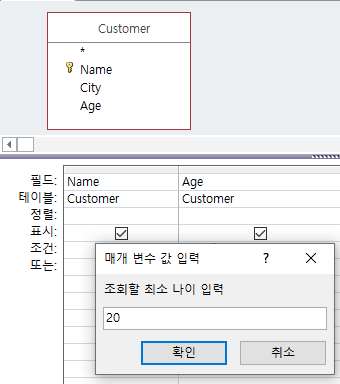 Customer
*
Name
City
Age
필드: Name Age
테이블: Customer Customer
정렬:
표시:
조건:
또는:
매개 변수 값 입력 ?
조회할 최소 나이 입력
20
확인 취소